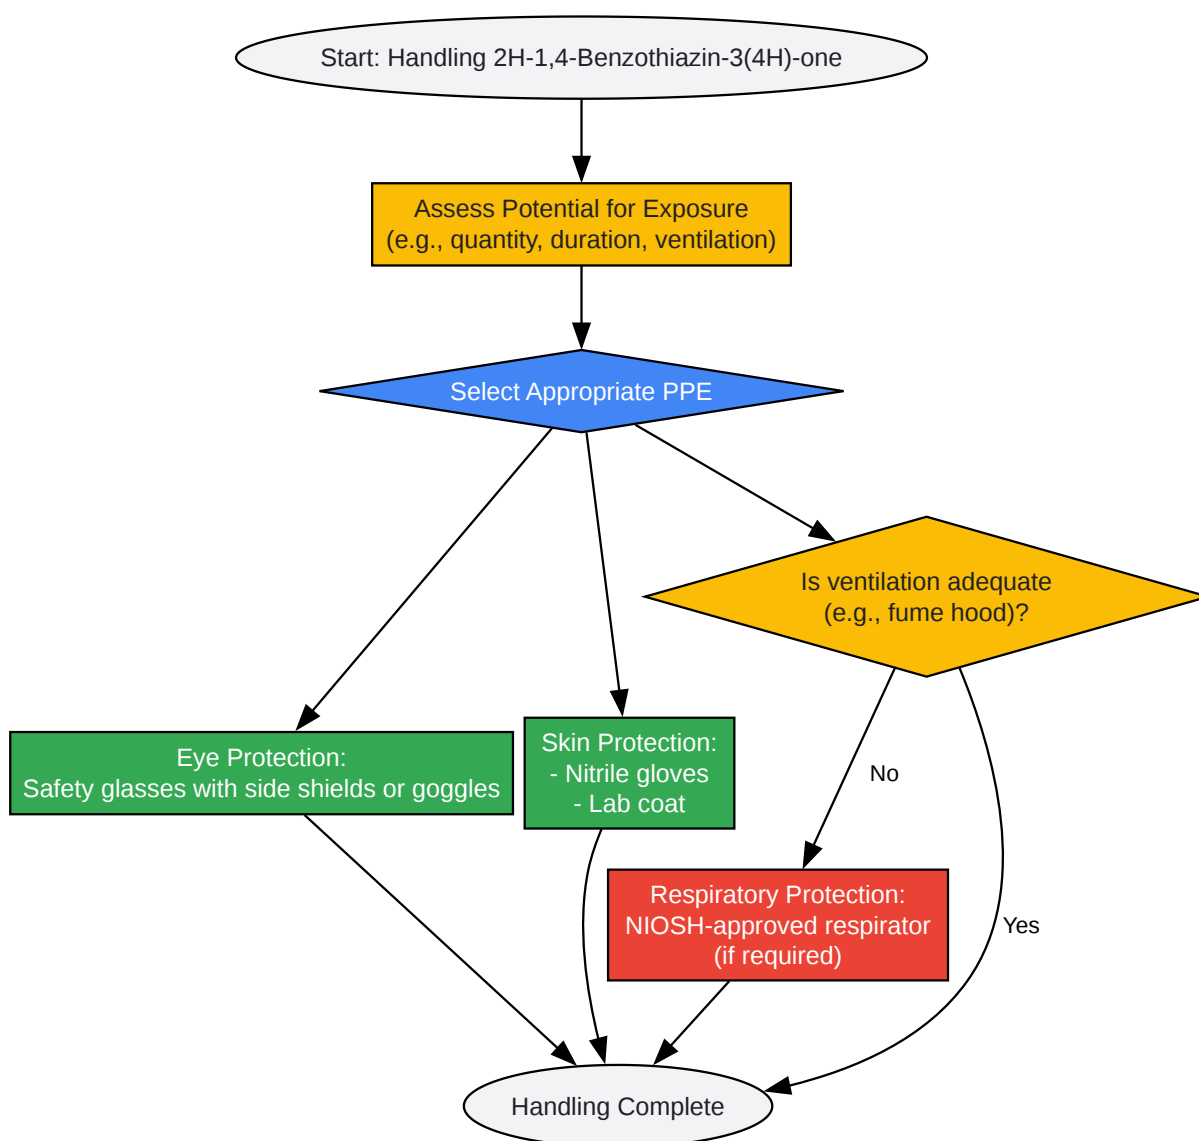 Start: Handling 2H-1,4-Benzothiazin-3(4H)-one
Assess Potential for Exposure
(e.g., quantity, duration, ventilation)
Select Appropriate PPE
Is ventilation adequate
(e.g., fume hood)?
Eye Protection:
Safety glasses with side shields or goggles
Skin Protection:
- Nitrile gloves
- Lab coat
No
Respiratory Protection:
NIOSH-approved respirator
(if required)
Yes
Handling Complete